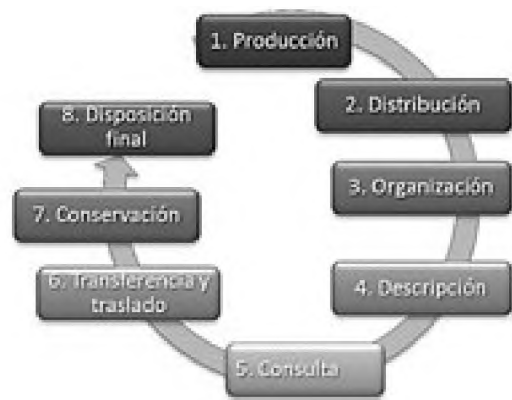 1. Producción
2. Distribución
3. Organización
4. Descripción
5. Consulta
6. Transferencia y
traslado
7. Conservación
8. Disposición
final